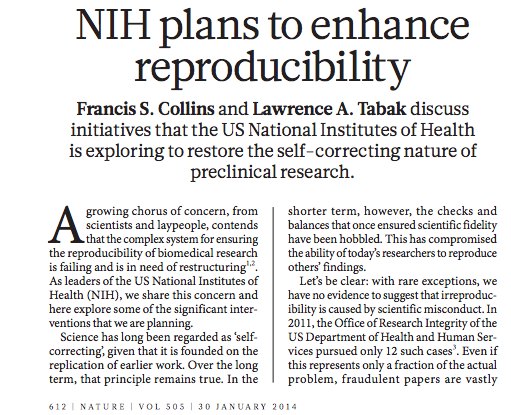 NIH plans to enhance
reproducibility
Francis S. Collins and Lawrence A. Tabak discuss
initiatives that the US National Institutes of Health
is exploring to restore the self-correcting nature of
preclinical research.
A growing chorus of concern, from
scientists and laypeople, contends
that the complex system for ensuring
the reproducibility of biomedical research
is failing and is in need of restructuring1,2.
As leaders of the US National Institutes of
Health (NIH), we share this concern and
here explore some of the significant inter-
ventions that we are planning.
Science has long been regarded as ‘self-
correcting’, given that it is founded on the
replication of earlier work. Over the long
term, that principle remains true. In the
shorter term, however, the checks and
balances that once ensured scientific fidelity
have been hobbled. This has compromised
the ability of today’s researchers to reproduce
others’ findings.
Let’s be clear: with rare exceptions, we
have no evidence to suggest that irreproduc-
ibility is caused by scientific misconduct. In
2011, the Office of Research Integrity of the
US Department of Health and Human Ser-
vices pursued only 12 such cases3. Even if
this represents only a fraction of the actual
problem, fraudulent papers are vastly
612 | NATURE | VOL 505 | 30 JANUARY 2014